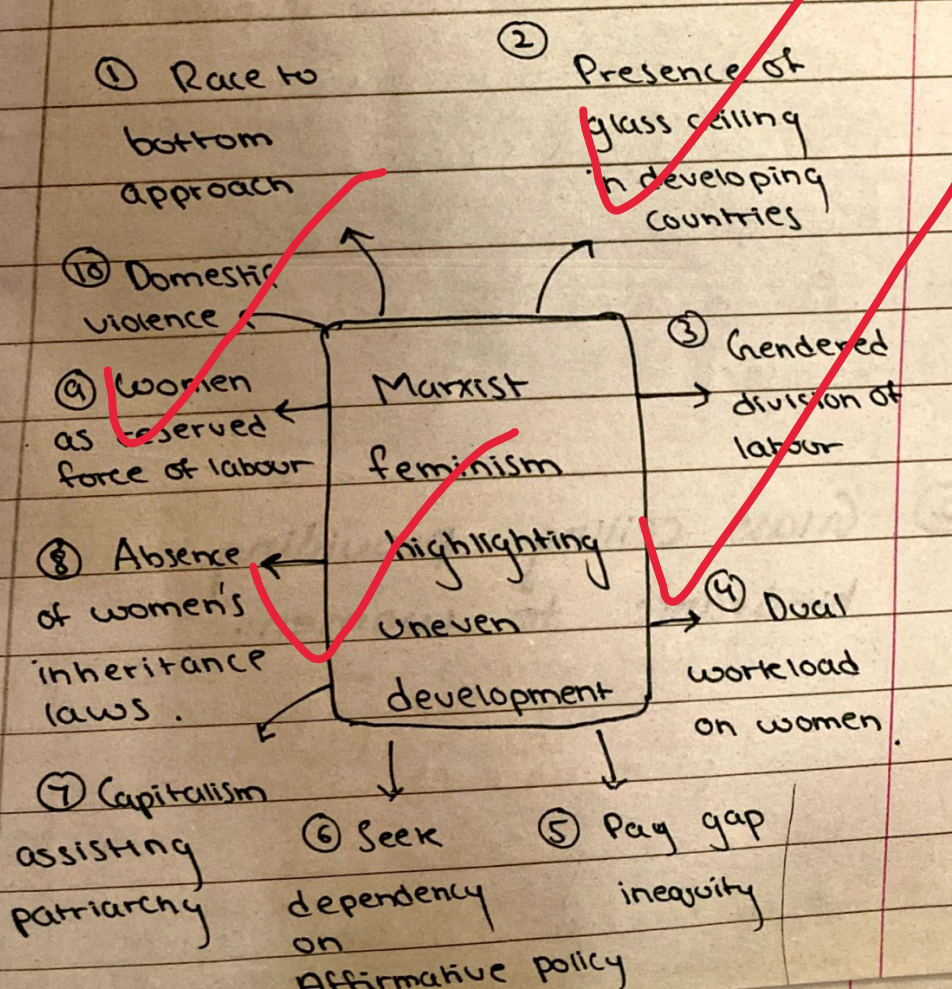 ① Race to
bottom
approach
②
Presence of
glass ceiling
in developing
countries
⑩ Domestic
violence
⑨ Women
as reserved
force of labour
Marxist
feminism
highlighting
uneven
development
③ Gendered
division of
labour
⑧ Absence
of women's
inheritance
laws.
④ Dual
workload
on women.
⑦ Capitalism
assisting
patriarchy
⑥ Seek
dependency
on
Affirmative policy
⑤ Pay gap
inequity